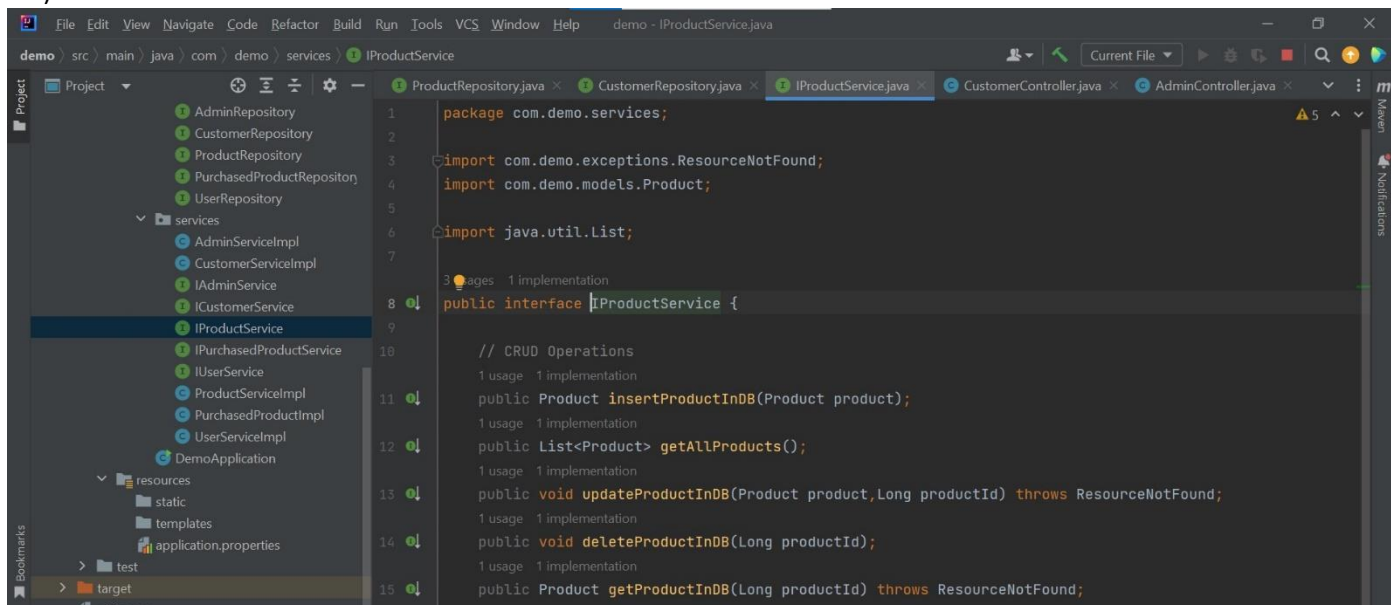 File Edit View Navigate Code Refactor Build Run Tools VCS Window Help demo - IProductService.java
demo 〉 src 〉 main 〉 java 〉 com 〉 demo 〉 services 〉 IProductService
Current File
Project
Project
AdminRepository
CustomerRepository
ProductRepository
PurchasedProductRepository
UserRepository
services
AdminServiceImpl
CustomerServiceImpl
IAdminService
ICustomerService
IProductService
IPurchasedProductService
IUserService
ProductServiceImpl
PurchasedProductImpl
UserServiceImpl
DemoApplication
resources
static
templates
application.properties
test
target
Bookmarks
ProductRepository.java × CustomerRepository.java × IProductService.java × CustomerController.java × AdminController.java ×
1 package com.demo.services;
2
3 import com.demo.exceptions.ResourceNotFound;
4 import com.demo.models.Product;
5
6 import java.util.List;
7
3 usages 1 implementation
8 public interface IProductService {
9
10 // CRUD Operations
1 usage 1 implementation
11 public Product insertProductInDB(Product product);
1 usage 1 implementation
12 public List<Product> getAllProducts();
1 usage 1 implementation
13 public void updateProductInDB(Product product,Long productId) throws ResourceNotFound;
1 usage 1 implementation
14 public void deleteProductInDB(Long productId);
1 usage 1 implementation
15 public Product getProductInDB(Long productId) throws ResourceNotFound;
5
m
Maven
Notifications